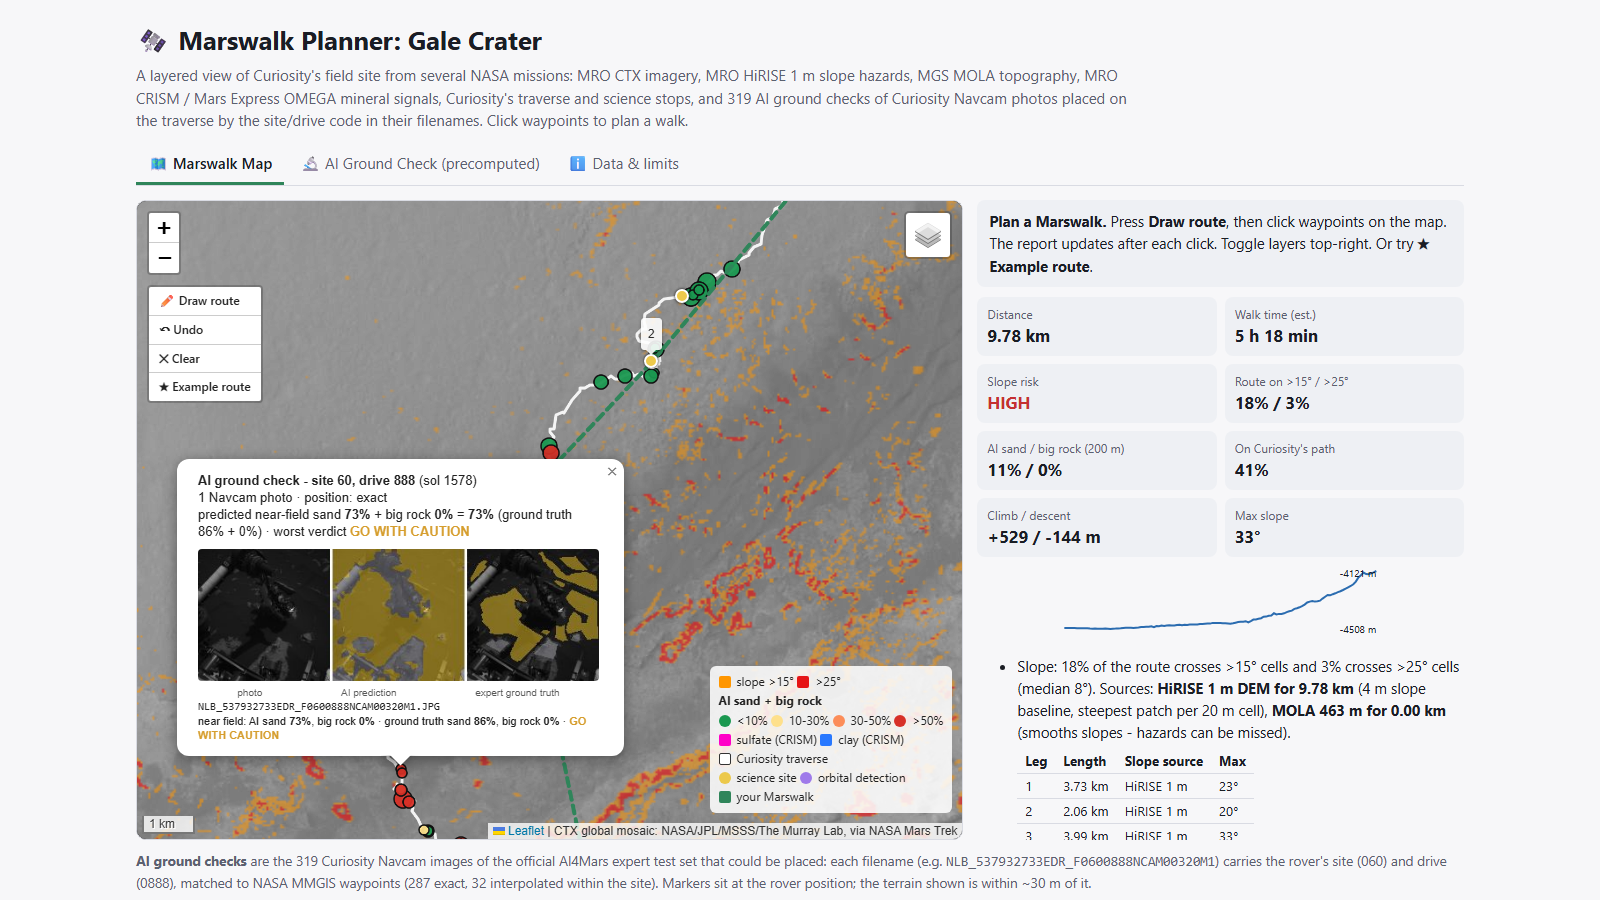 Marswalk Planner: Gale Crater
A layered view of Curiosity's field site from several NASA missions: MRO CTX imagery, MRO HiRISE 1 m slope hazards, MGS MOLA topography, MRO
CRISM / Mars Express OMEGA mineral signals, Curiosity's traverse and science stops, and 319 AI ground checks of Curiosity Navcam photos placed on
the traverse by the site/drive code in their filenames. Click waypoints to plan a walk.
Marswalk Map
AI Ground Check (precomputed)
Data & limits
+
−
Draw route
Undo
Clear
★ Example route
2
AI ground check - site 60, drive 888 (sol 1578)
1 Navcam photo · position: exact
predicted near-field sand 73% + big rock 0% = 73% (ground truth
86% + 0%) · worst verdict GO WITH CAUTION
×
photo
AI prediction
expert ground truth
NLB_537932733EDR_F0600888NCAM00320M1.JPG
near field: AI sand 73%, big rock 0% · ground truth sand 86%, big rock 0% · GO
WITH CAUTION
slope >15° >25°
AI sand + big rock
<10% 10-30% 30-50% >50%
sulfate (CRISM) clay (CRISM)
Curiosity traverse
science site orbital detection
your Marswalk
1 km
Leaflet | CTX global mosaic: NASA/JPL/MSSS/The Murray Lab, via NASA Mars Trek
Plan a Marswalk. Press Draw route, then click waypoints on the map.
The report updates after each click. Toggle layers top-right. Or try ★
Example route.
Distance
9.78 km
Walk time (est.)
5 h 18 min
Slope risk
HIGH
Route on >15° / >25°
18% / 3%
AI sand / big rock (200 m)
11% / 0%
On Curiosity's path
41%
Climb / descent
+529 / -144 m
Max slope
33°
-4121 m
-4508 m
• Slope: 18% of the route crosses >15° cells and 3% crosses >25° cells
(median 8°). Sources: HiRISE 1 m DEM for 9.78 km (4 m slope
baseline, steepest patch per 20 m cell), MOLA 463 m for 0.00 km
(smooths slopes - hazards can be missed).
Leg Length Slope source Max
1 3.73 km HiRISE 1 m 23°
2 2.06 km HiRISE 1 m 20°
3 3.99 km HiRISE 1 m 33°
AI ground checks are the 319 Curiosity Navcam images of the official AI4Mars expert test set that could be placed: each filename (e.g. NLB_537932733EDR_F0600888NCAM00320M1) carries the rover's site (060) and drive
(0888), matched to NASA MMGIS waypoints (287 exact, 32 interpolated within the site). Markers sit at the rover position; the terrain shown is within ~30 m of it.